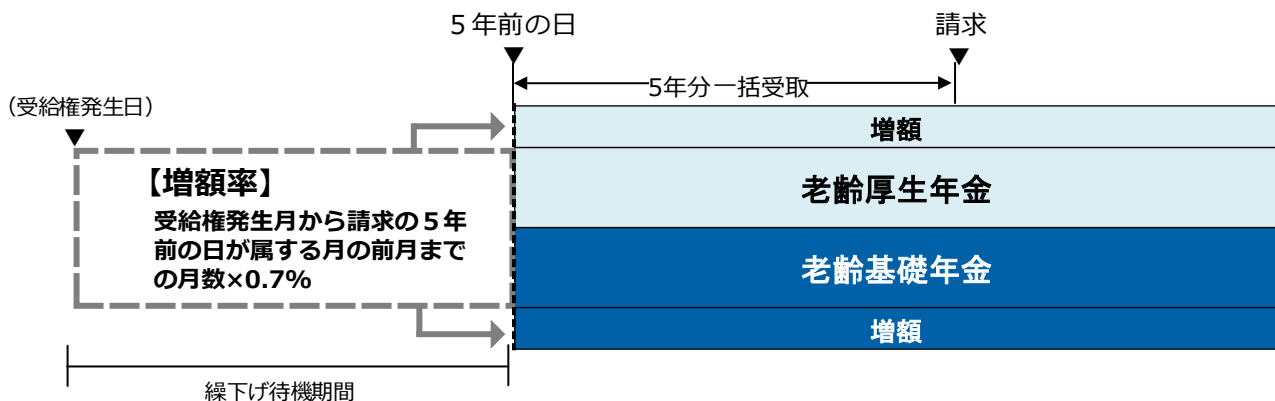 5年前の日
請求
5年分一括受取
(受給権発生日)
増額
【増額率】
受給権発生月から請求の5年
前の日が属する月の前月まで
の月数×0.7%
老齢厚生年金
老齢基礎年金
増額
繰下げ待機期間